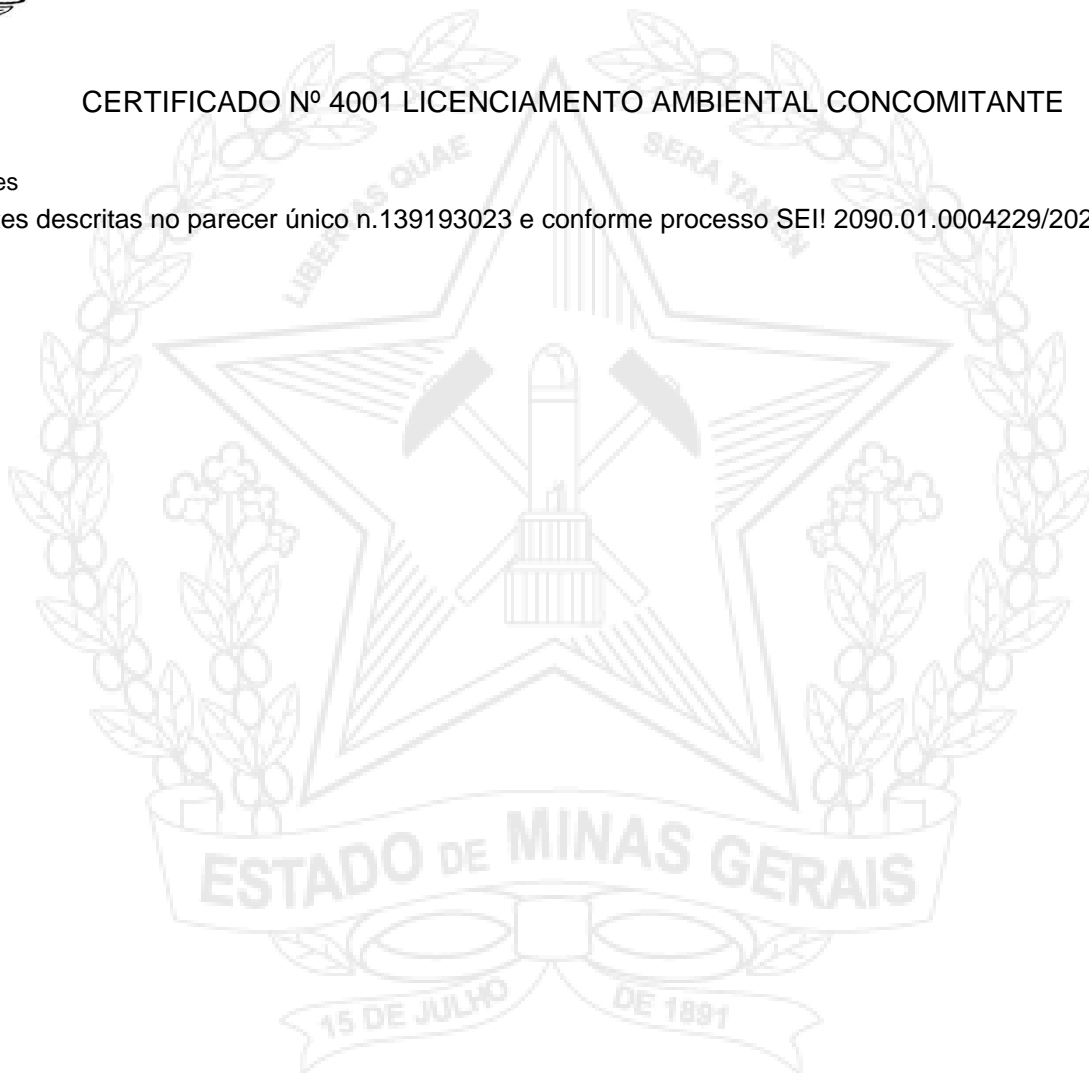 CERTIFICADO Nº 4001 LICENCIAMENTO AMBIENTAL CONCOMITANTE
LIBERTAS QUAE SERA TAMEN
es
es descritas no parecer único n.139193023 e conforme processo SEI! 2090.01.0004229/202
ESTADO DE MINAS GERAIS
15 DE JULHO DE 1891